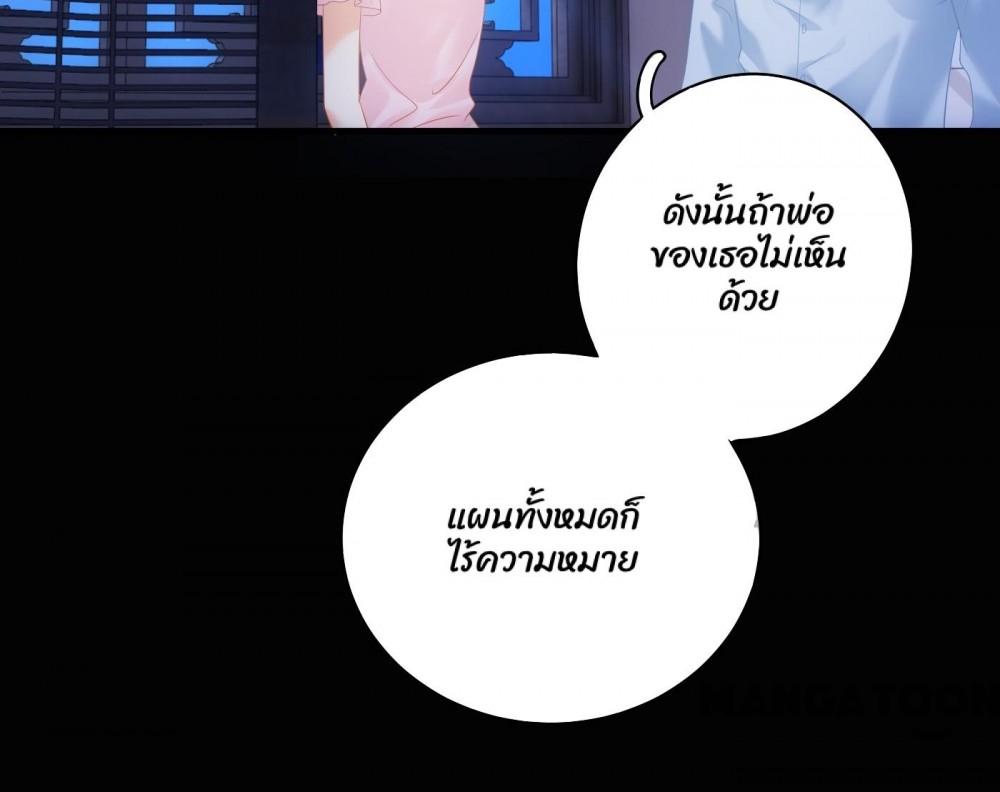 ดังนั้นถ้าพ่อ
ของเธอไม่เห็น
ด้วย
แผนทั้งหมดก็
ไร้ความหมาย
MANGATOON